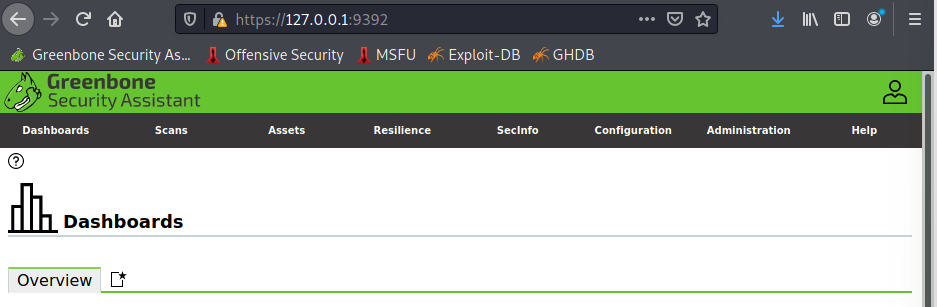 https://127.0.0.1:9392
Greenbone Security As... Offensive Security MSFU Exploit-DB GHDB
Greenbone
Security Assistant
Dashboards Scans Assets Resilience SecInfo Configuration Administration Help
?
Dashboards
Overview